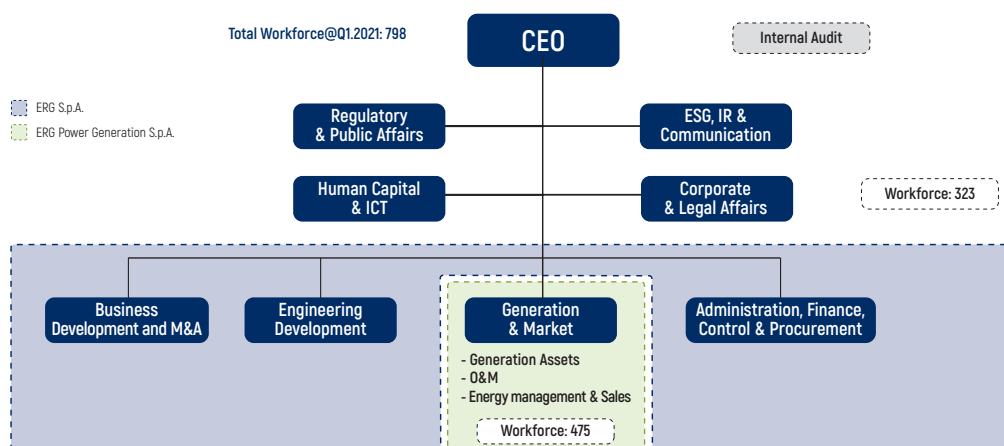 Total Workforce@Q1.2021: 798
CEO
Internal Audit
ERG S.p.A.
ERG Power Generation S.p.A.
Regulatory
& Public Affairs
ESG, IR &
Communication
Human Capital
& ICT
Corporate
& Legal Affairs
Workforce: 323
Business
Development and M&A
Engineering
Development
Generation
& Market
Administration, Finance,
Control & Procurement
- Generation Assets
- O&M
- Energy management & Sales
Workforce: 475